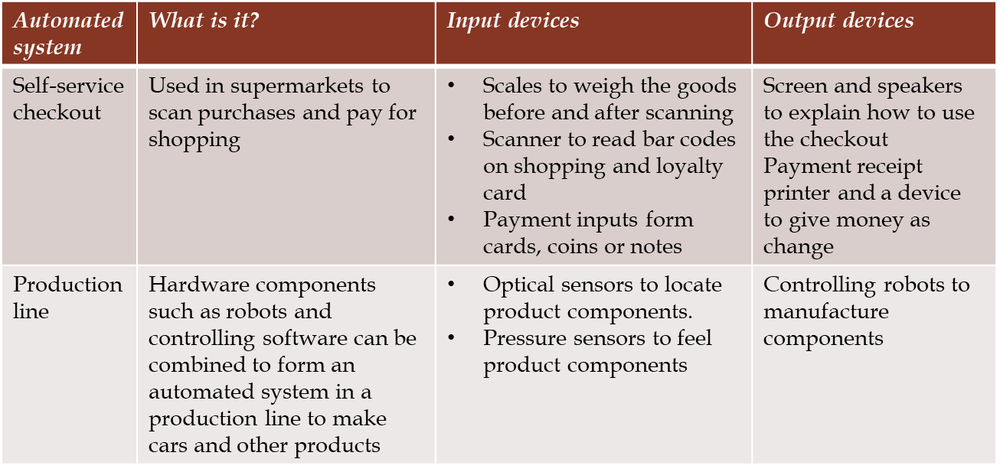 Automated
system
What is it?
Input devices
Output devices
Self-service
checkout
Used in supermarkets to
scan purchases and pay for
shopping
• Scales to weigh the goods
before and after scanning
• Scanner to read bar codes
on shopping and loyalty
card
• Payment inputs form
cards, coins or notes
Screen and speakers
to explain how to use
the checkout
Payment receipt
printer and a device
to give money as
change
Production
line
Hardware components
such as robots and
controlling software can be
combined to form an
automated system in a
production line to make
cars and other products
• Optical sensors to locate
product components.
• Pressure sensors to feel
product components
Controlling robots to
manufacture
components